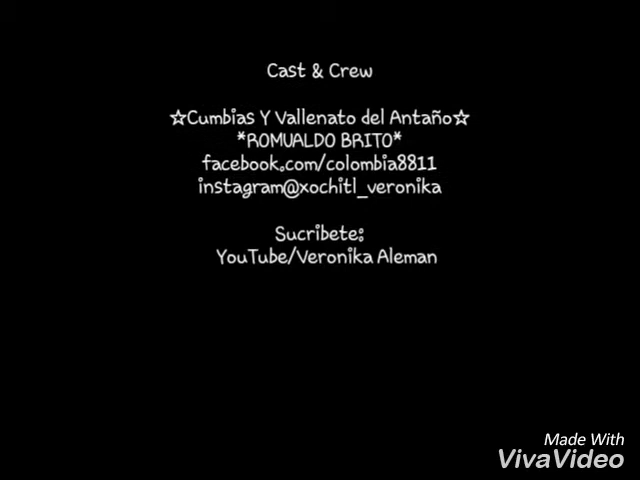 Cast & Crew
☆Cumbias Y Vallenato del Antaño☆
*ROMUALDO BRITO*
facebook.com/colombia8811
instagram@xochitl_veronika
Sucribete:
YouTube/Veronika Aleman
Made With
VivaVideo